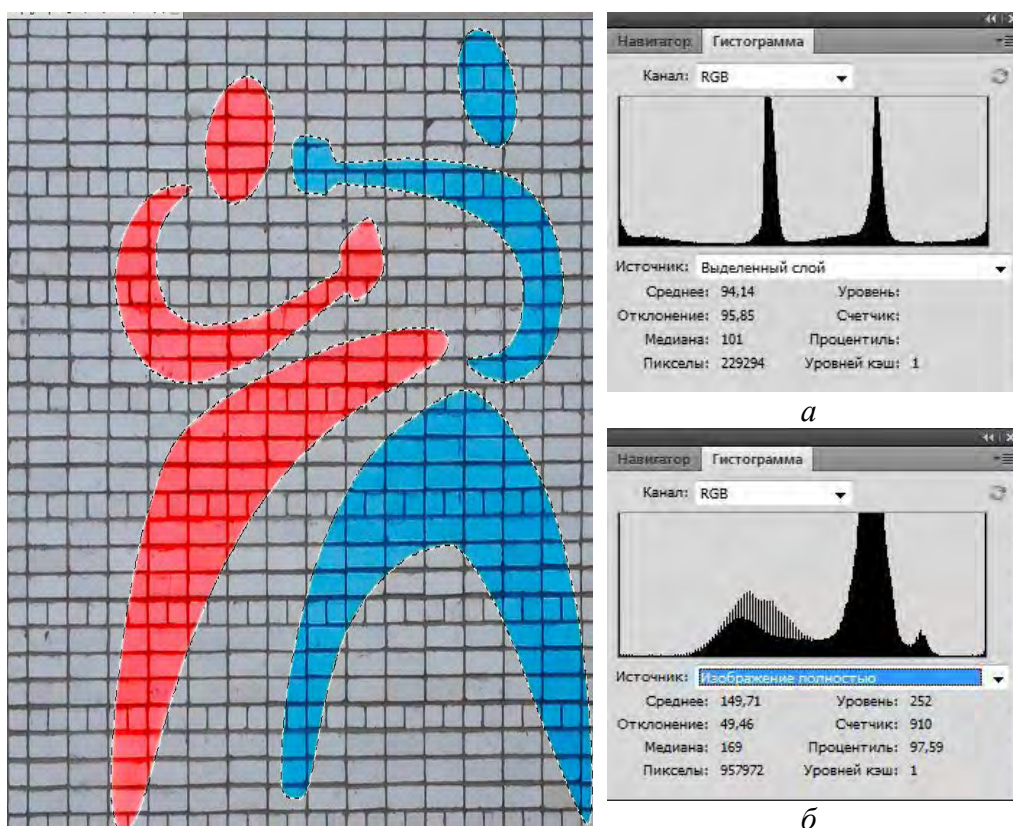 Навигатор Гистограмма
Канал: RGB
Источник: Выделенный слой
Среднее: 94,14 Уровень:
Отклонение: 95,85 Счетчик:
Медиана: 101 Процентиль:
Пикселы: 229294 Уровней кэш: 1
а
Навигатор Гистограмма
Канал: RGB
Источник: Изображение полностью
Среднее: 149,71 Уровень: 252
Отклонение: 49,46 Счетчик: 910
Медиана: 169 Процентиль: 97,59
Пикселы: 957972 Уровней кэш: 1
б